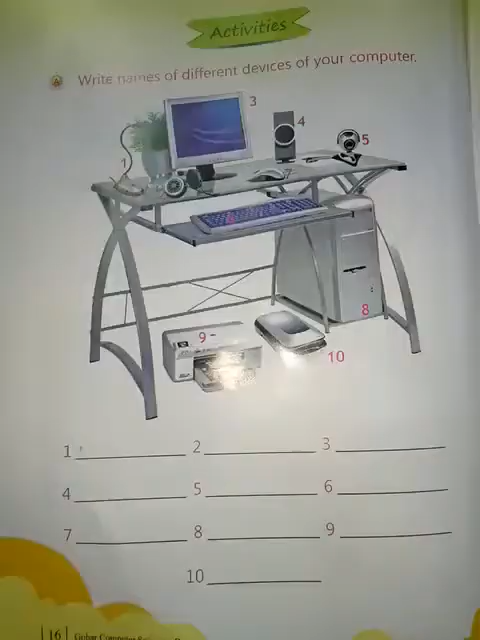 Activities
Write names of different devices of your computer.
3
4
5
1
7
8
9
10
1 2 3
4 5 6
7 8 9
10
16